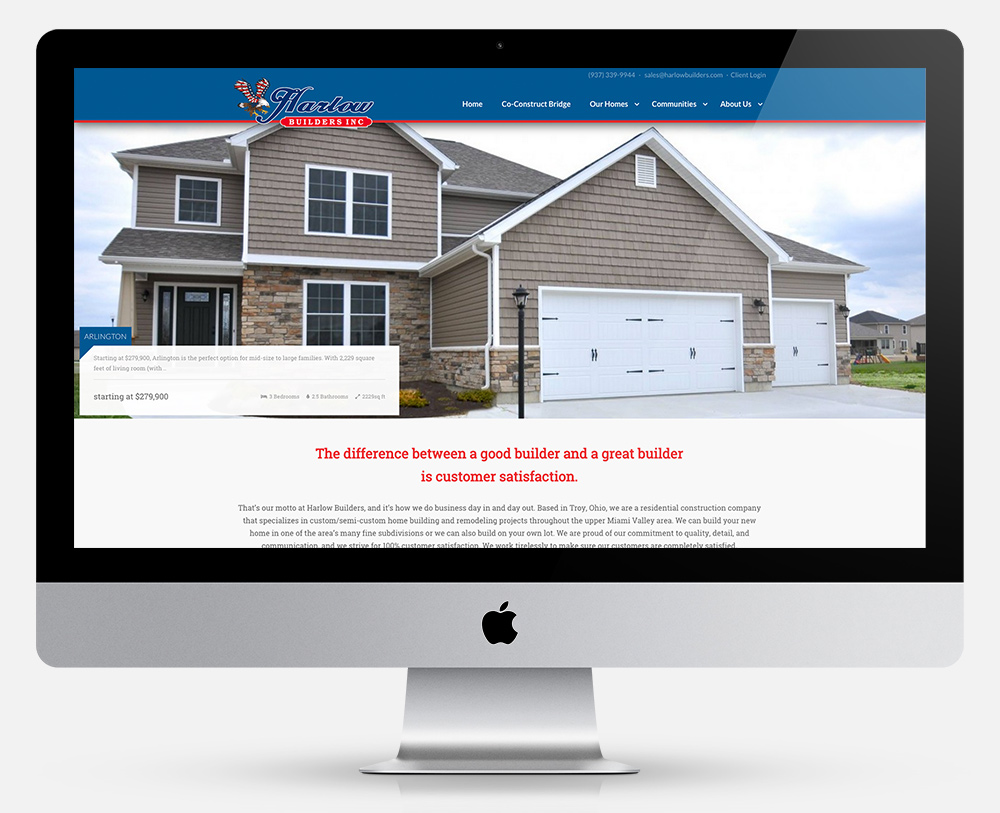 (937) 339-9944 - sales@harlowbuilders.com - Client Login
Harlow
BUILDERS INC
Home Co-Construct Bridge Our Homes Communities About Us
ARLINGTON
Starting at $279,900, Arlington is the perfect option for mid-size to large families. With 2,229 square
feet of living room (with ...
starting at $279,900 3 Bedrooms 2.5 Bathrooms 2229sq ft
The difference between a good builder and a great builder
is customer satisfaction.
That's our motto at Harlow Builders, and it's how we do business day in and day out. Based in Troy, Ohio, we are a residential construction company
that specializes in custom/semi-custom home building and remodeling projects throughout the upper Miami Valley area. We can build your new
home in one of the area's many fine subdivisions or we can also build on your own lot. We are proud of our commitment to quality, detail, and
communication, and we strive for 100% customer satisfaction. We work tirelessly to make sure our customers are completely satisfied